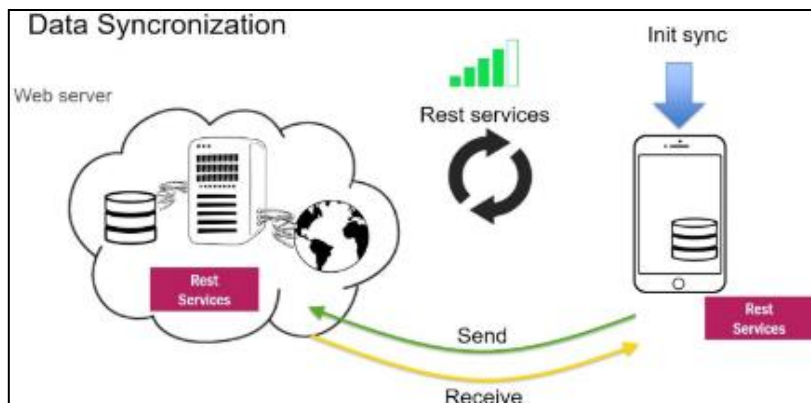 Data Syncronization
Init sync
Web server
Rest services
Rest
Services
Rest
Services
Send
Receive